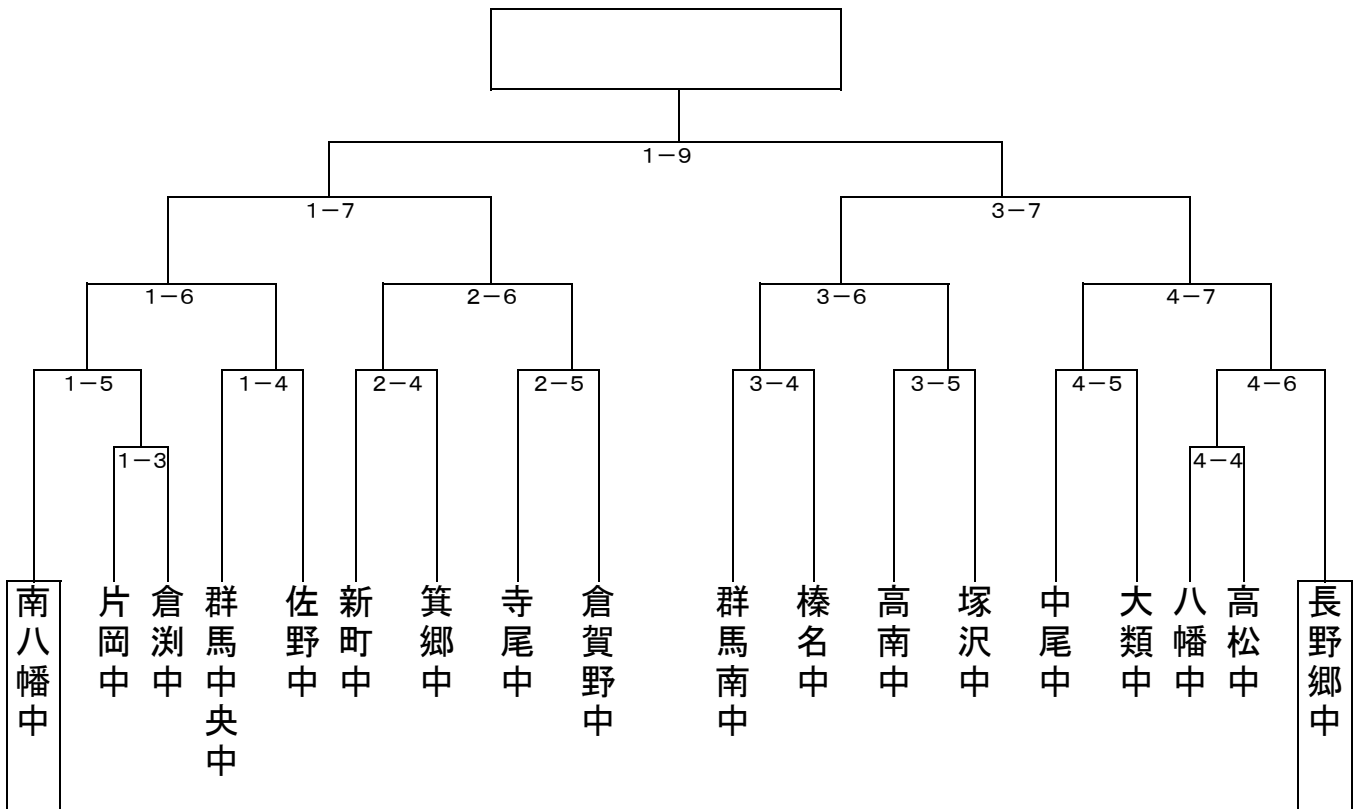 1－9
1－7
3－7
1－6
2－6
3－6
4－7
1－5
1－4
2－4
2－5
3－4
3－5
4－5
4－6
1－3
4－4
南八幡中
片岡中
倉渕中
群馬中央中
佐野中
新町中
箕郷中
寺尾中
倉賀野中
群馬南中
榛名中
高南中
塚沢中
中尾中
大類中
八幡中
高松中
長野郷中